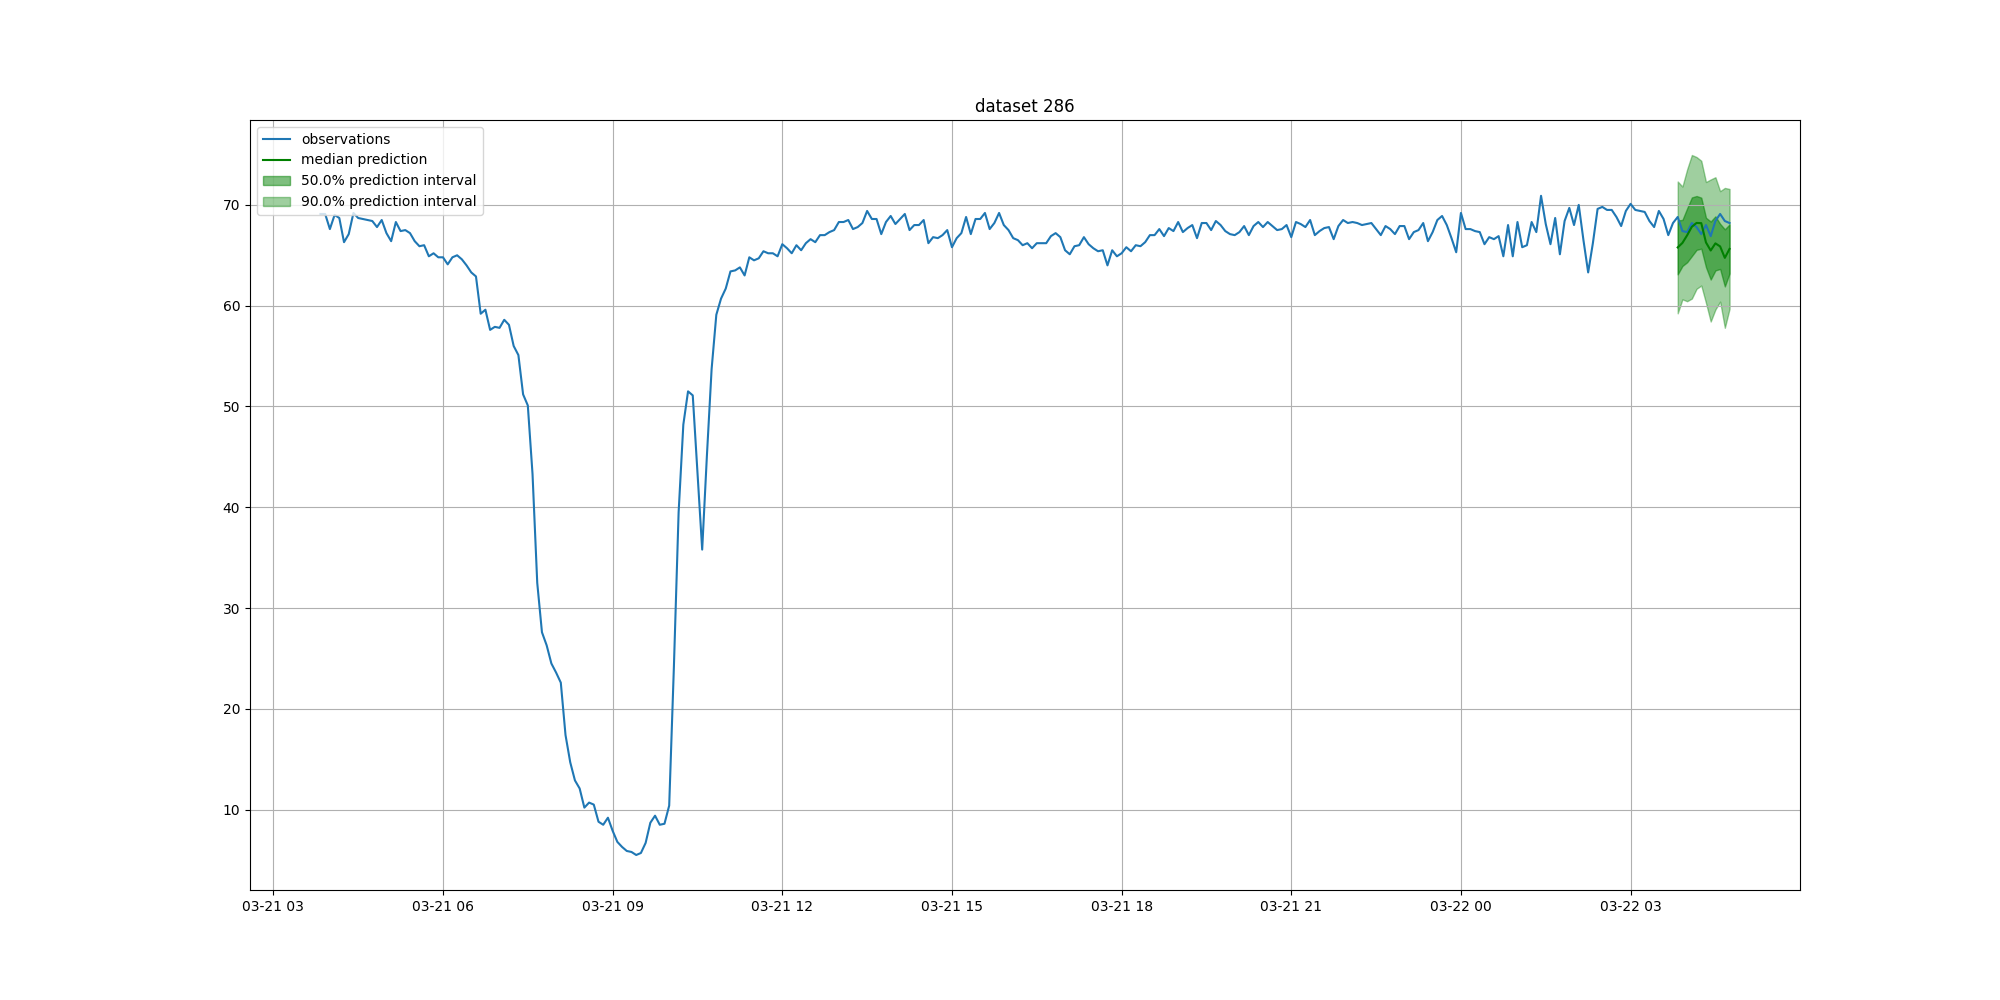 dataset 286
observations
median prediction
50.0% prediction interval
90.0% prediction interval
70
60
50
40
30
20
10
03-21 03 03-21 06 03-21 09 03-21 12 03-21 15 03-21 18 03-21 21 03-22 00 03-22 03